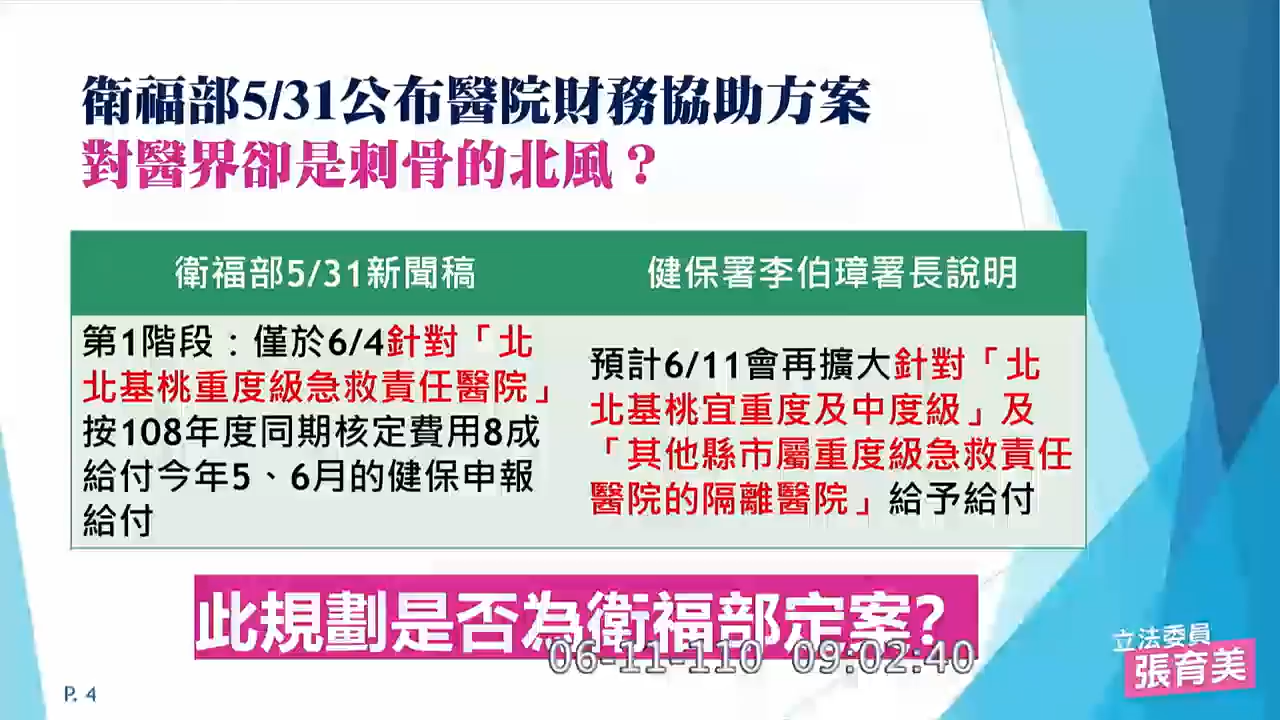 衛福部5/31公布醫院財務協助方案
對醫界卻是刺骨的北風？
衛福部5/31新聞稿
健保署李伯璋署長說明
第1階段：僅於6/4針對「北
北基桃重度級急救責任醫院」
按108年度同期核定費用8成
給付今年5、6月的健保申報
給付
預計6/11會再擴大針對「北
北基桃宜重度及中度級」及
「其他縣市屬重度級急救責任
醫院的隔離醫院」給予給付
此規劃是否為衛福部定案？
06-11-110 09:02:40
立法委員
張育美
P. 4